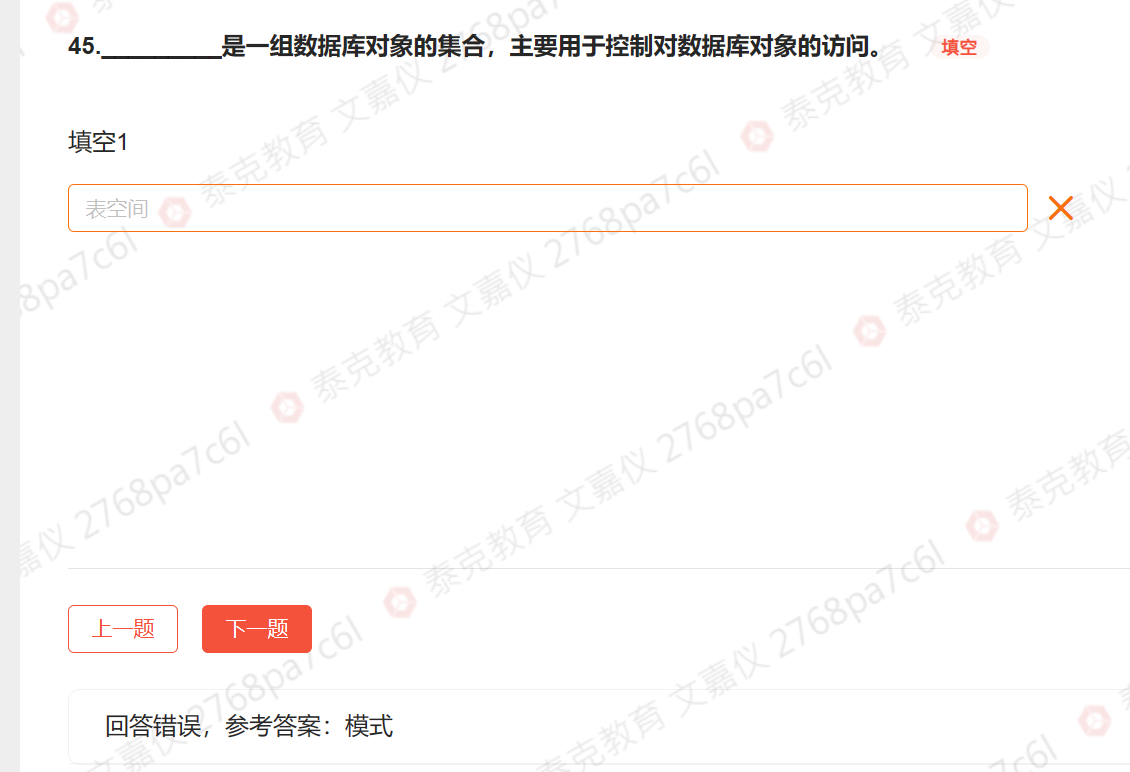 45.__________是一组数据库对象的集合，主要用于控制对数据库对象的访问。 填空
填空1
表空间
上一题 下一题
回答错误，参考答案：模式
泰克教育 文嘉仪 2768pa7c6l